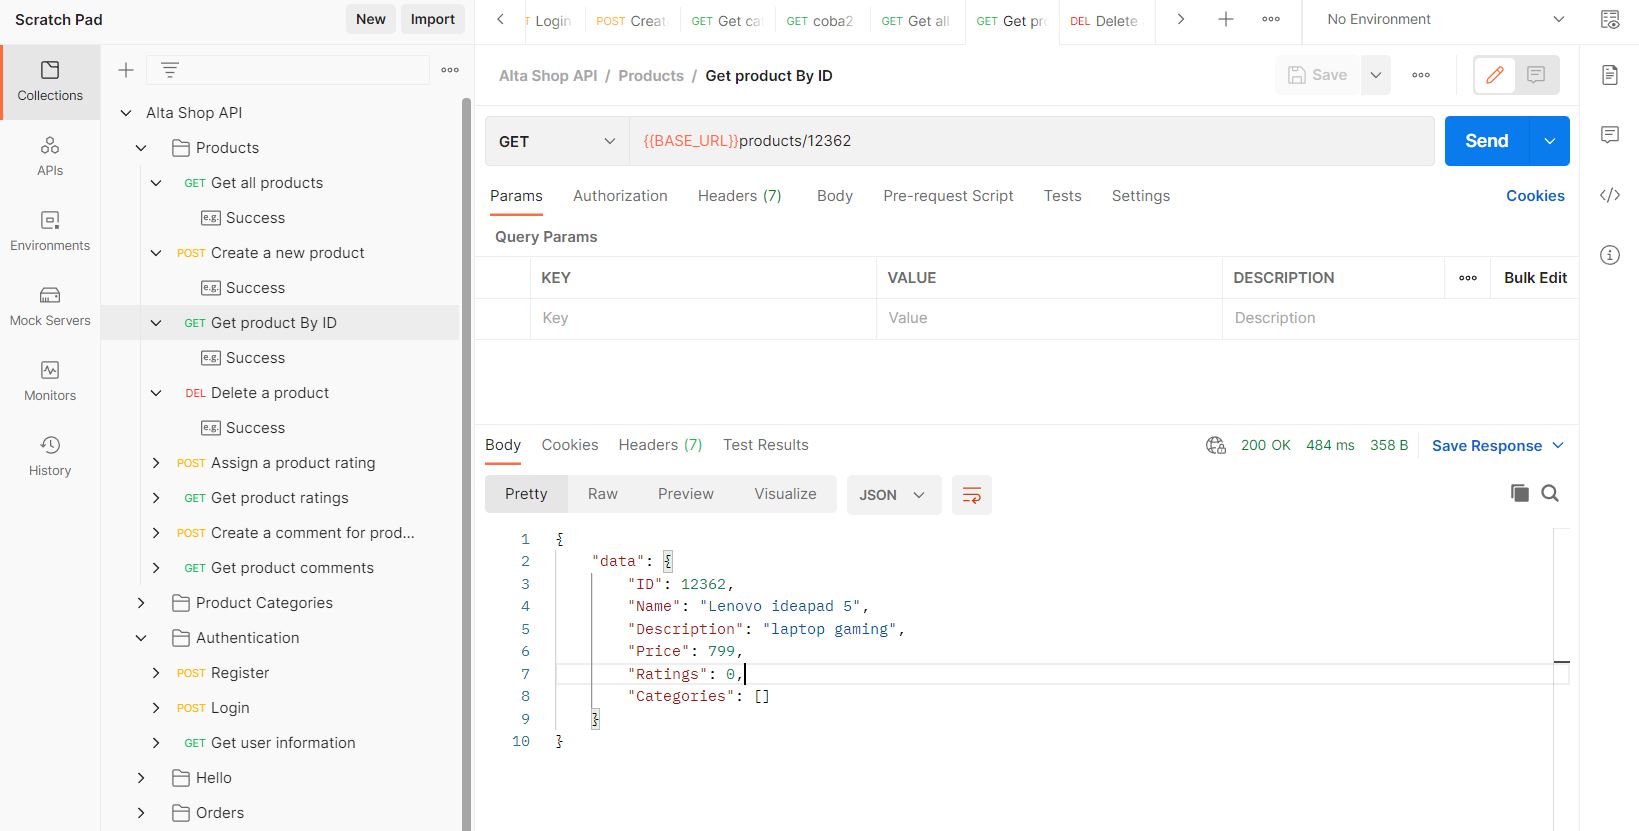 Scratch Pad
New
Import
Login
POST Creat
GET Get ca
GET coba2
GET Get all
GET Get pr
DEL Delete
No Environment
Collections
APIs
Environments
Mock Servers
Monitors
History
Alta Shop API
Products
GET Get all products
e.g. Success
POST Create a new product
e.g. Success
GET Get product By ID
e.g. Success
DEL Delete a product
e.g. Success
POST Assign a product rating
GET Get product ratings
POST Create a comment for prod...
GET Get product comments
Product Categories
Authentication
POST Register
POST Login
GET Get user information
Hello
Orders
Alta Shop API / Products / Get product By ID
Save
GET
{{BASE_URL}}products/12362
Send
Params Authorization Headers (7) Body Pre-request Script Tests Settings Cookies
Query Params
KEY VALUE DESCRIPTION Bulk Edit
Key Value Description
Body Cookies Headers (7) Test Results 200 OK 484 ms 358 B Save Response
Pretty Raw Preview Visualize JSON
1 {
2 "data": {
3 "ID": 12362,
4 "Name": "Lenovo ideapad 5",
5 "Description": "laptop gaming",
6 "Price": 799,
7 "Ratings": 0,
8 "Categories": []
9 }
10 }